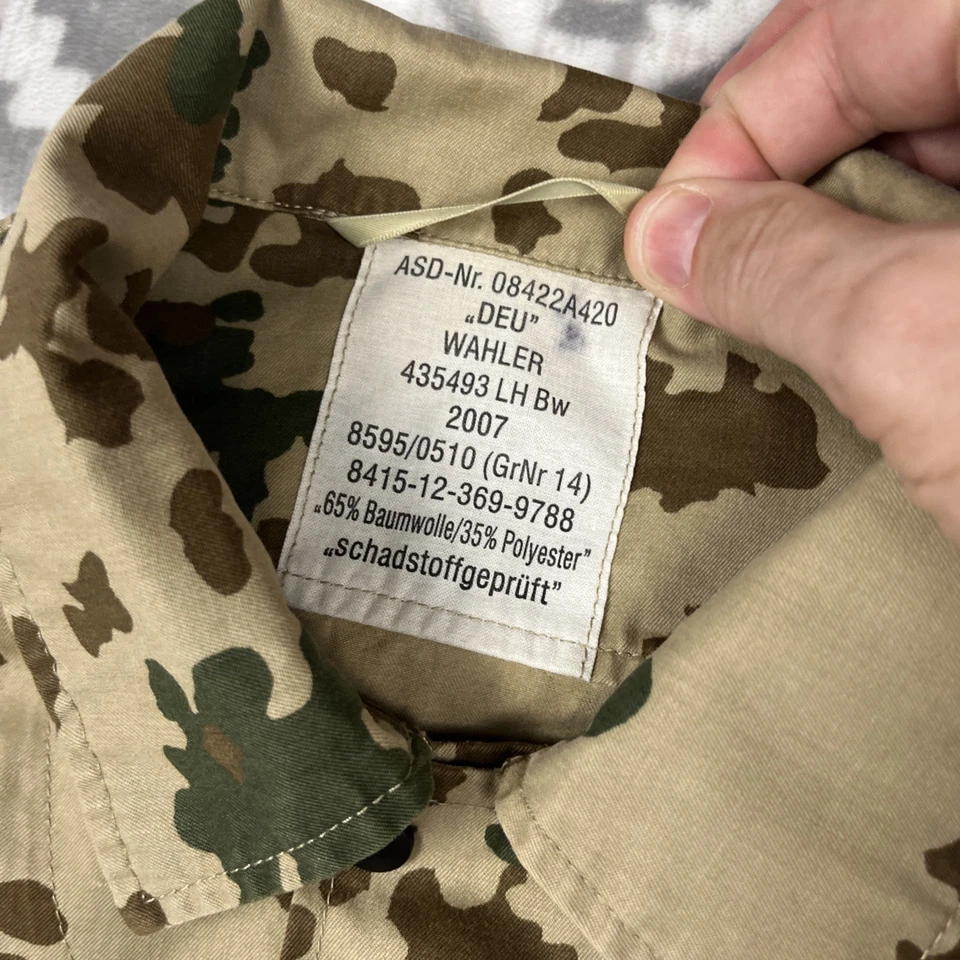 ASD-Nr. 08422A420
„DEU”
WAHLER
435493 LH Bw
2007
8595/0510 (GrNr 14)
8415-12-369-9788
„65% Baumwolle/35% Polyester”
„schadstoffgeprüft”